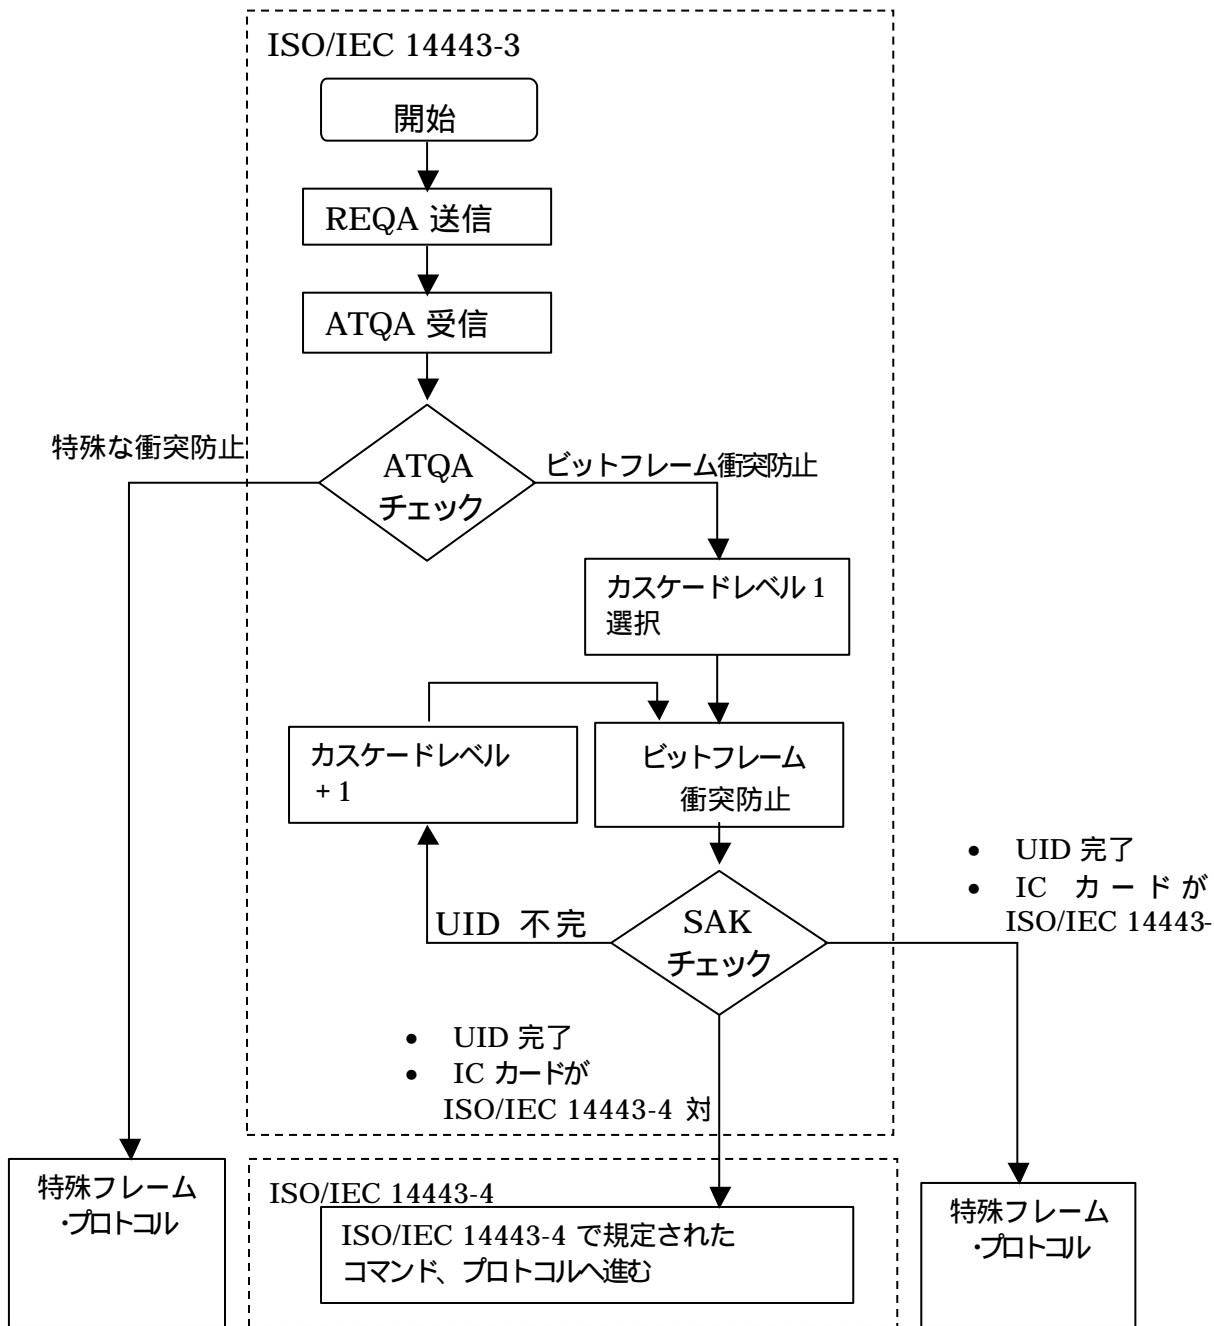 ISO/IEC 14443-3
開始
REQA 送信
ATQA 受信
特殊な衝突防止
ATQA
チェック
ビットフレーム衝突防止
カスケードレベル 1
選択
カスケードレベル
+ 1
ビットフレーム
衝突防止
UID 不完
SAK
チェック
• UID 完了
• IC カードが
ISO/IEC 14443-
• UID 完了
• IC カードが
ISO/IEC 14443-4 対
特殊フレーム
・プロトコル
ISO/IEC 14443-4
ISO/IEC 14443-4 で規定された
コマンド、プロトコルへ進む
特殊フレーム
・プロトコル